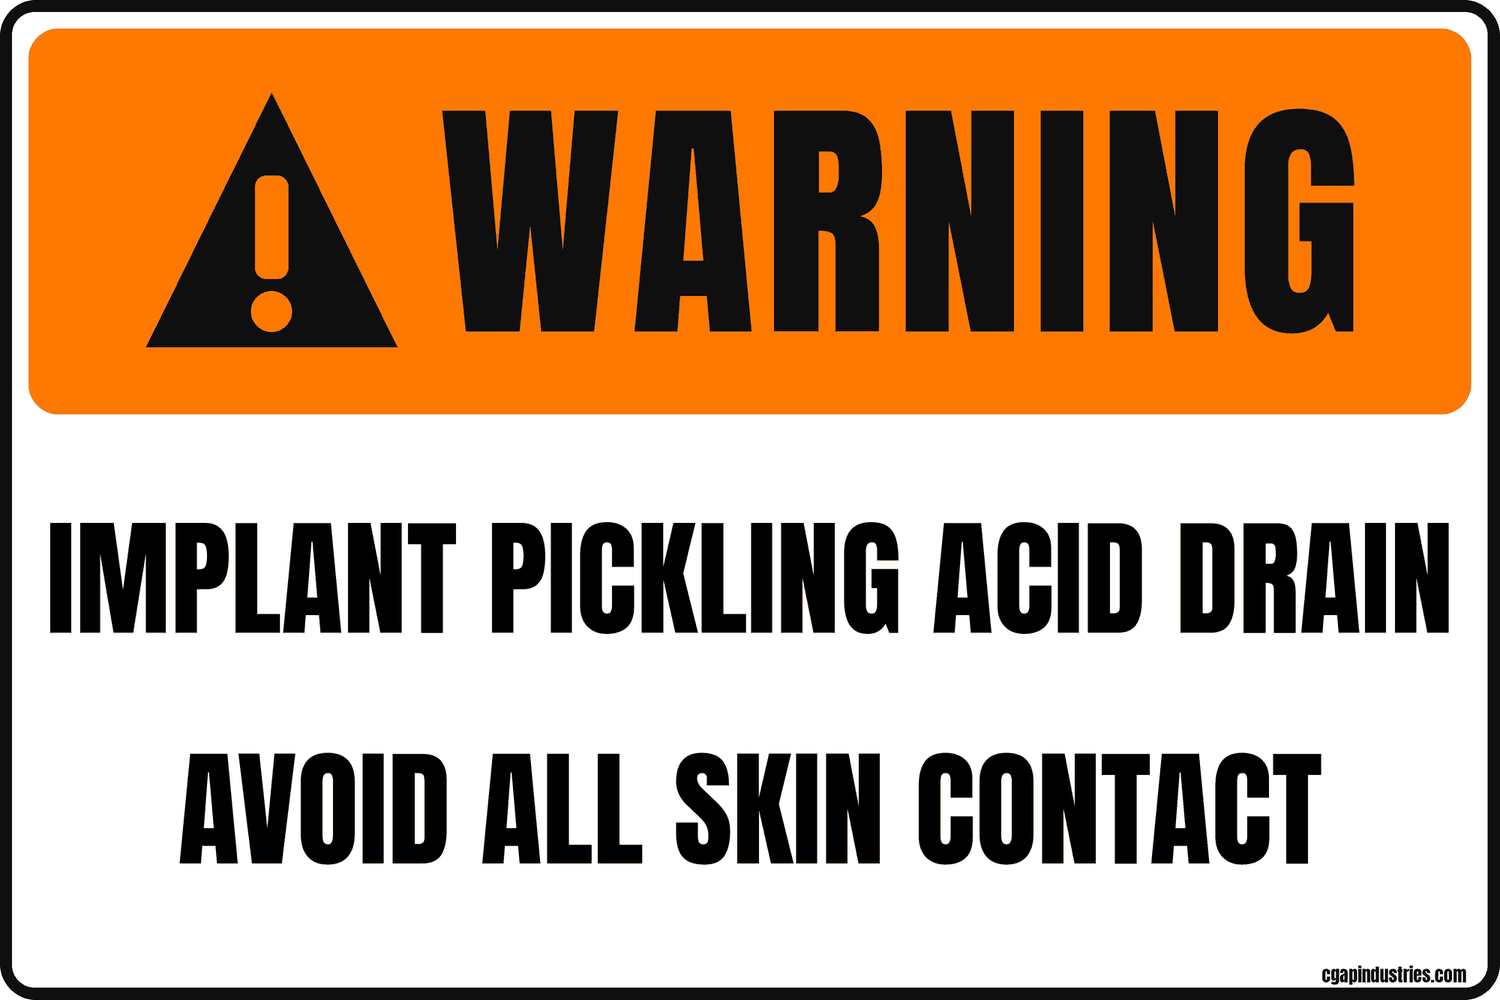 WARNING
IMPLANT PICKLING ACID DRAIN
AVOID ALL SKIN CONTACT
cgapindustries.com